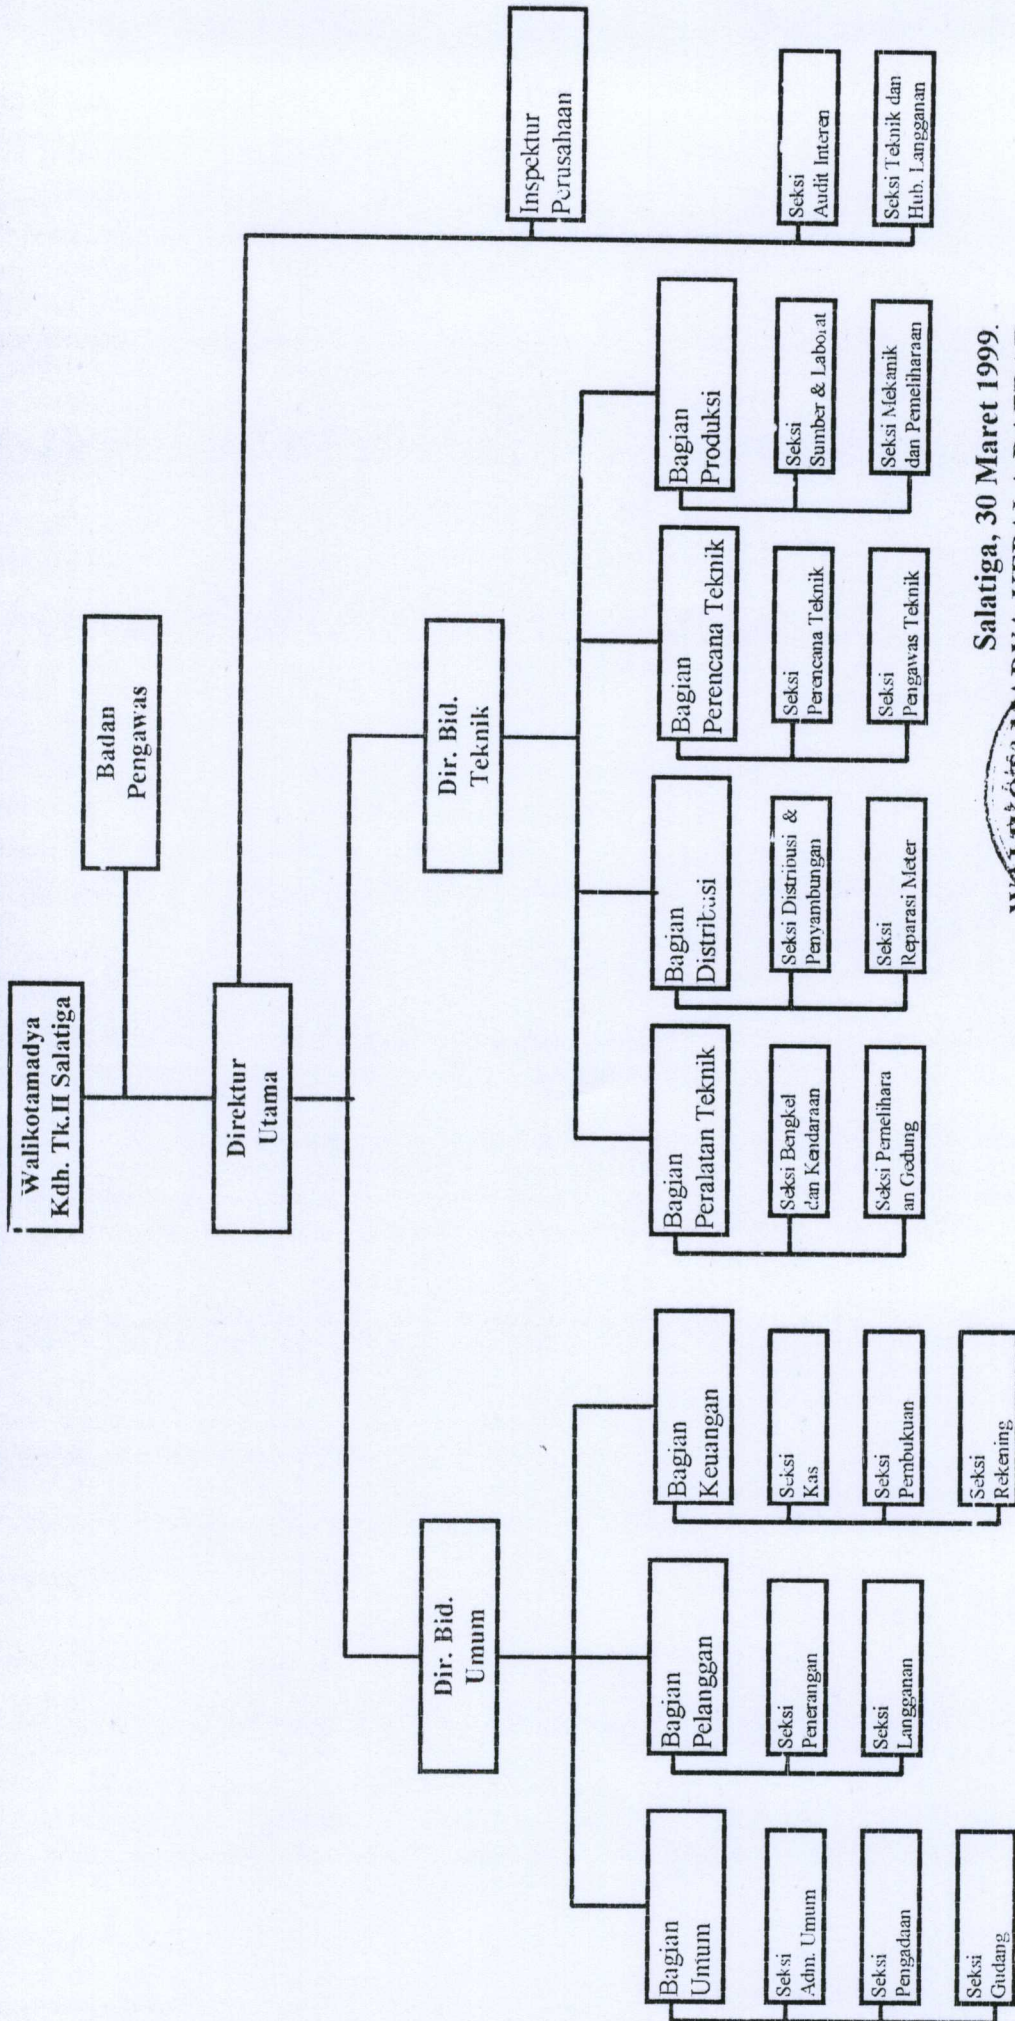 Walikotamadya
Kdh. Tk.II Salatiga
Badan
Pengawas
Direktur
Utama
Dir. Bid.
Umum
Dir. Bid.
Teknik
Inspektur
Perusahaan
Bagian
Umum
Seksi
Adm. Umum
Seksi
Pengadaan
Seksi
Gudang
Bagian
Pelanggan
Seksi
Penerangan
Seksi
Langganan
Bagian
Keuangan
Seksi
Kas
Seksi
Pembukuan
Seksi
Rekening
Bagian
Peralatan Teknik
Seksi Bengkel
dan Kendaraan
Seksi Pemelihara
an Gedung
Bagian
Distribusi
Seksi Distribusi &
Penyambungan
Seksi
Reparasi Meter
Bagian
Perencana Teknik
Seksi
Perencana Teknik
Seksi
Pengawas Teknik
Bagian
Produksi
Seksi
Sumber & Laborat
Seksi Mekanik
dan Pemeliharaan
Seksi
Audit Interen
Seksi Teknik dan
Hub. Langganan
Salatiga, 30 Maret 1999.